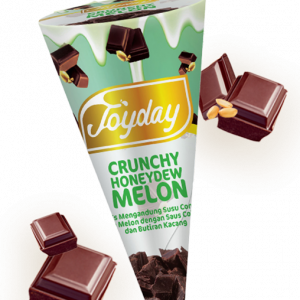 Joyday
CRUNCHY
HONEYDEW
MELON
Mengandung Susu
Melon dengan Saus
dan Butiran Kacang